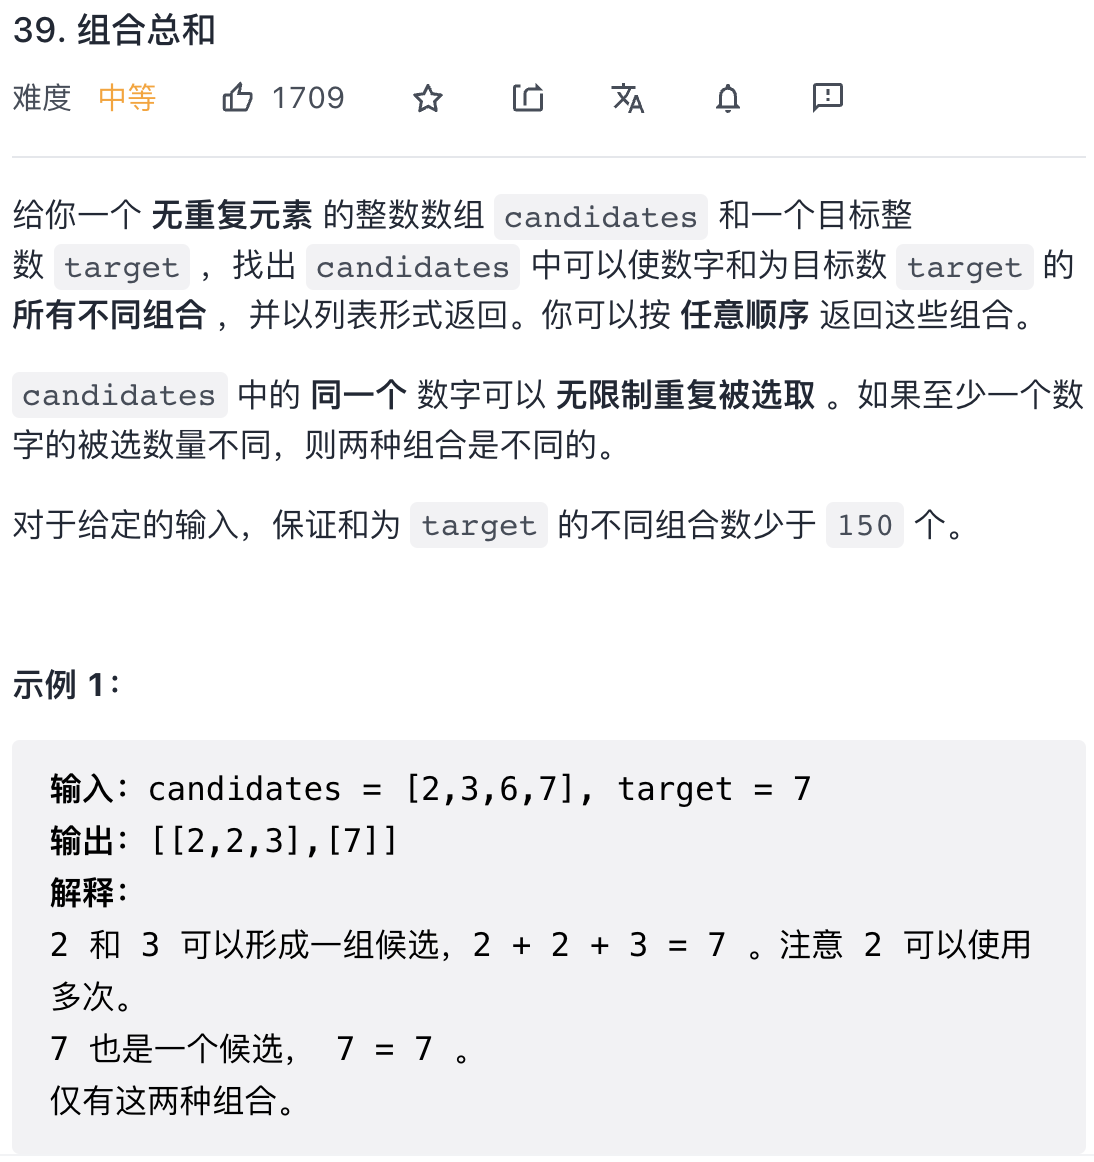 39. 组合总和
难度 中等 1709
给你一个 无重复元素 的整数数组 candidates 和一个目标整
数 target ，找出 candidates 中可以使数字和为目标数 target 的
所有不同组合 ，并以列表形式返回。你可以按 任意顺序 返回这些组合。
candidates 中的 同一个 数字可以 无限制重复被选取 。如果至少一个数
字的被选数量不同，则两种组合是不同的。
对于给定的输入，保证和为 target 的不同组合数少于 150 个。
示例 1：
输入：candidates = [2,3,6,7], target = 7
输出：[[2,2,3],[7]]
解释：
2 和 3 可以形成一组候选，2 + 2 + 3 = 7 。注意 2 可以使用
多次。
7 也是一个候选， 7 = 7 。
仅有这两种组合。